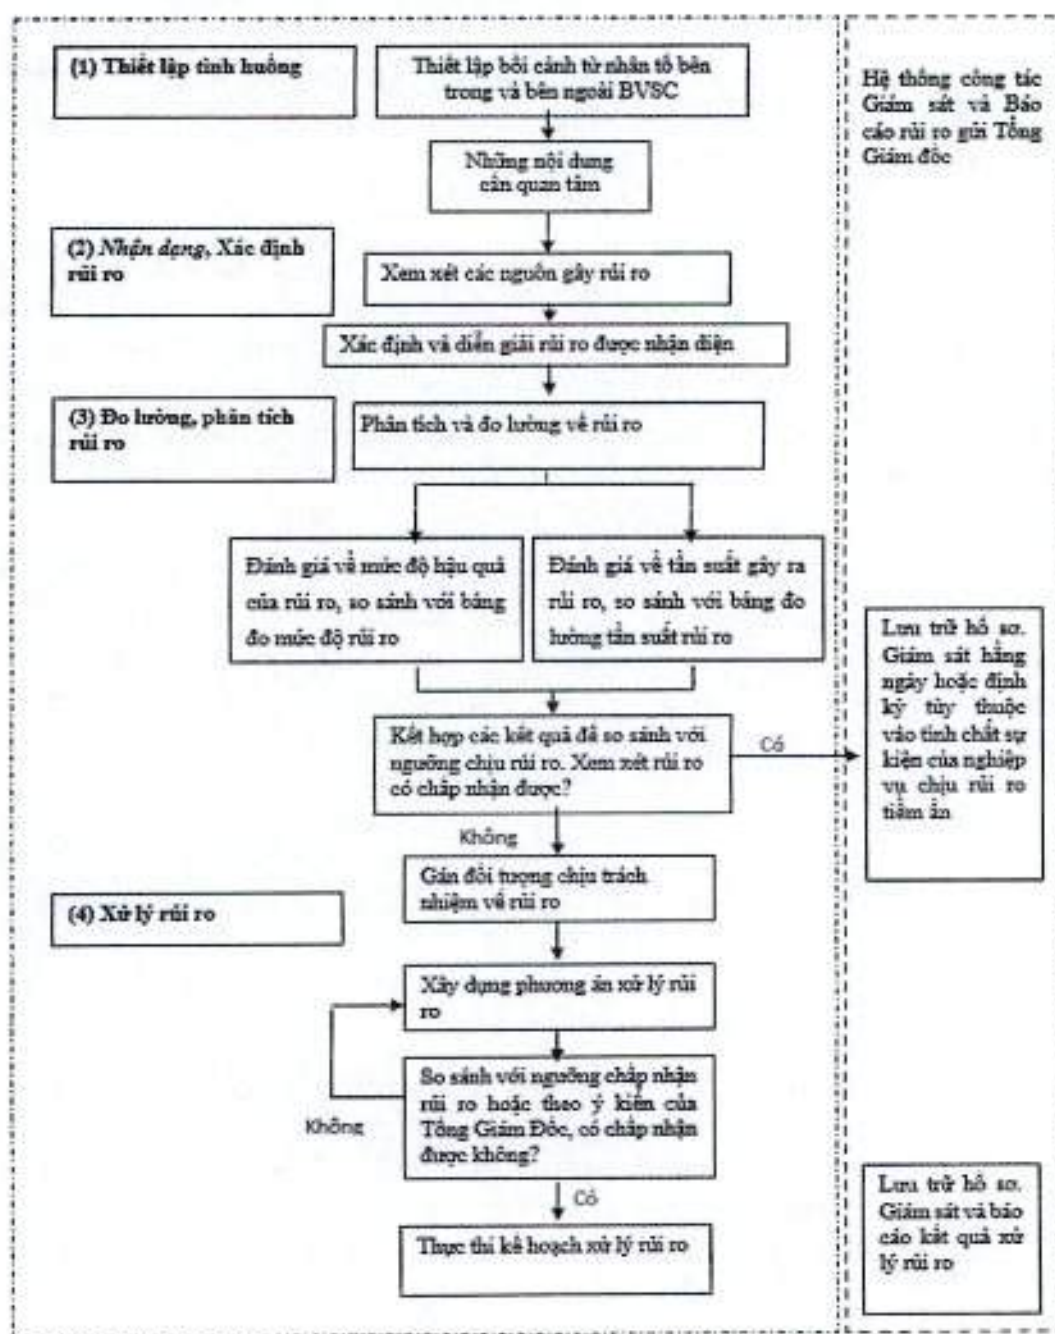 (1) Thiết lập tình huống
Thiết lập bối cảnh từ nhân tố bên
trong và bên ngoài BVSC
Hệ thống công tác
Giám sát và Báo
cáo rủi ro gửi Tổng
Giám đốc
Những nội dung
cần quan tâm
(2) Nhận dạng, Xác định
rủi ro
Xem xét các nguồn gây rủi ro
Xác định và diễn giải rủi ro được nhận diện
(3) Đo lường, phân tích
rủi ro
Phân tích và đo lường về rủi ro
Đánh giá về mức độ hậu quả
của rủi ro, so sánh với bảng
đo mức độ rủi ro
Đánh giá về tần suất gây ra
rủi ro, so sánh với bảng đo
lường tần suất rủi ro
Kết hợp các kết quả để so sánh với
ngưỡng chịu rủi ro. Xem xét rủi ro
có chấp nhận được?
Có
Lưu trữ hồ sơ.
Giám sát hằng
ngày hoặc định
kỳ tùy thuộc
vào tính chất sự
kiện của nghiệp
vụ chịu rủi ro
tiềm ẩn
Không
Gán đối tượng chịu trách
nhiệm về rủi ro
(4) Xử lý rủi ro
Xây dựng phương án xử lý rủi
ro
So sánh với ngưỡng chấp nhận
rủi ro hoặc theo ý kiến của
Tổng Giám Đốc, có chấp nhận
được không?
Không
Có
Thực thi kế hoạch xử lý rủi ro
Lưu trữ hồ sơ.
Giám sát và báo
cáo kết quả xử
lý rủi ro